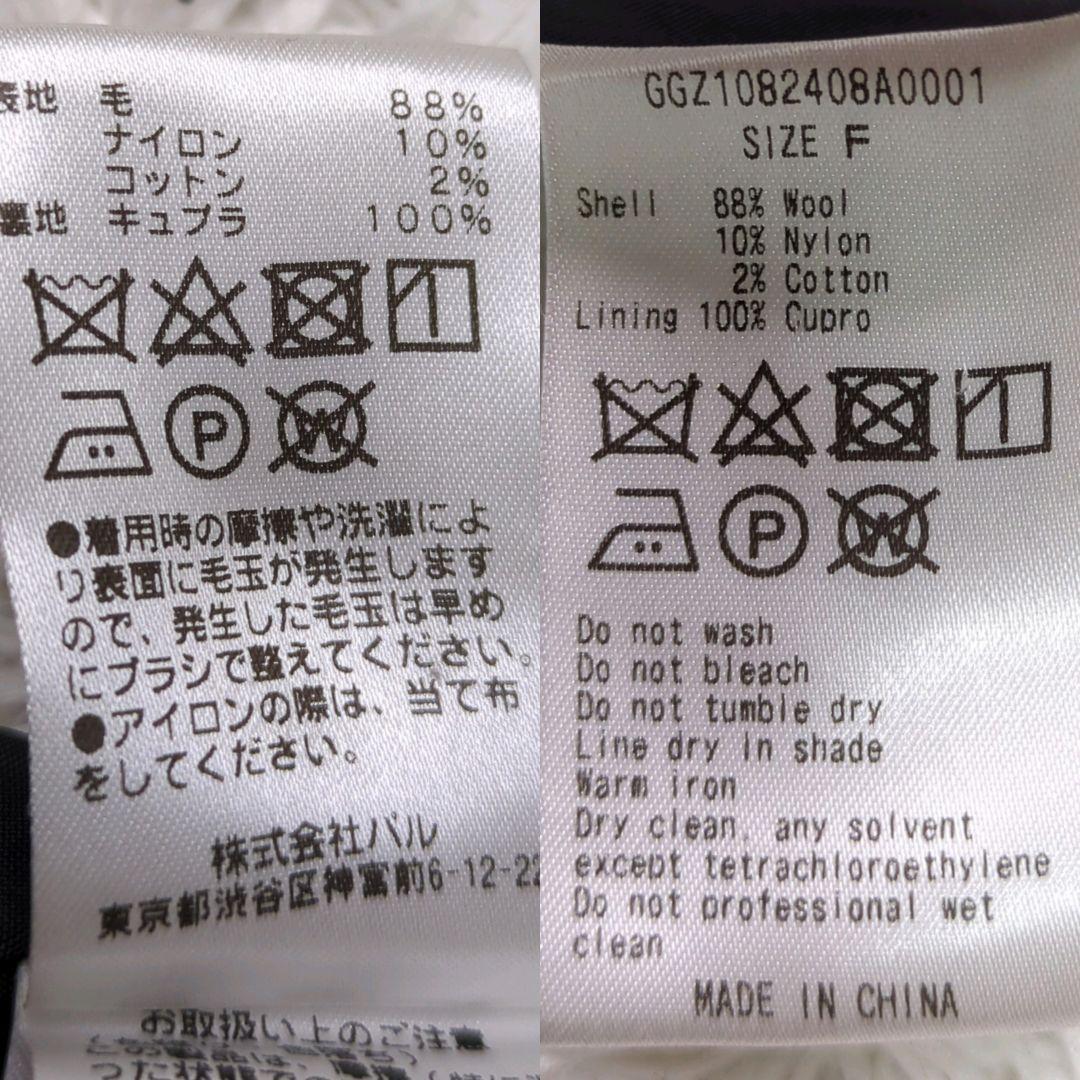 表地 毛 88%
ナイロン 10%
コットン 2%
裏地 キュプラ 100%
P
W
●着用時の摩擦や洗濯によ
り表面に毛玉が発生します
ので、発生した毛玉は早め
にブラシで整えてください。
●アイロンの際は、当て布
をしてください。
株式会社パル
東京都渋谷区神宮前6-12-22
お取扱い上のご注意
GGZ1082408A0001
SIZE F
Shell 88% Wool
10% Nylon
2% Cotton
Lining 100% Cupro
P
W
Do not wash
Do not bleach
Do not tumble dry
Line dry in shade
Warm iron
Dry clean, any solvent
except tetrachloroethylene
Do not professional wet
clean
MADE IN CHINA